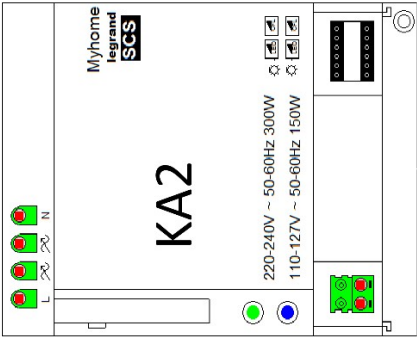 Myhome
legrand
SCS
KA2
220-240V ~ 50-60Hz 300W
110-127V ~ 50-60Hz 150W
N
L